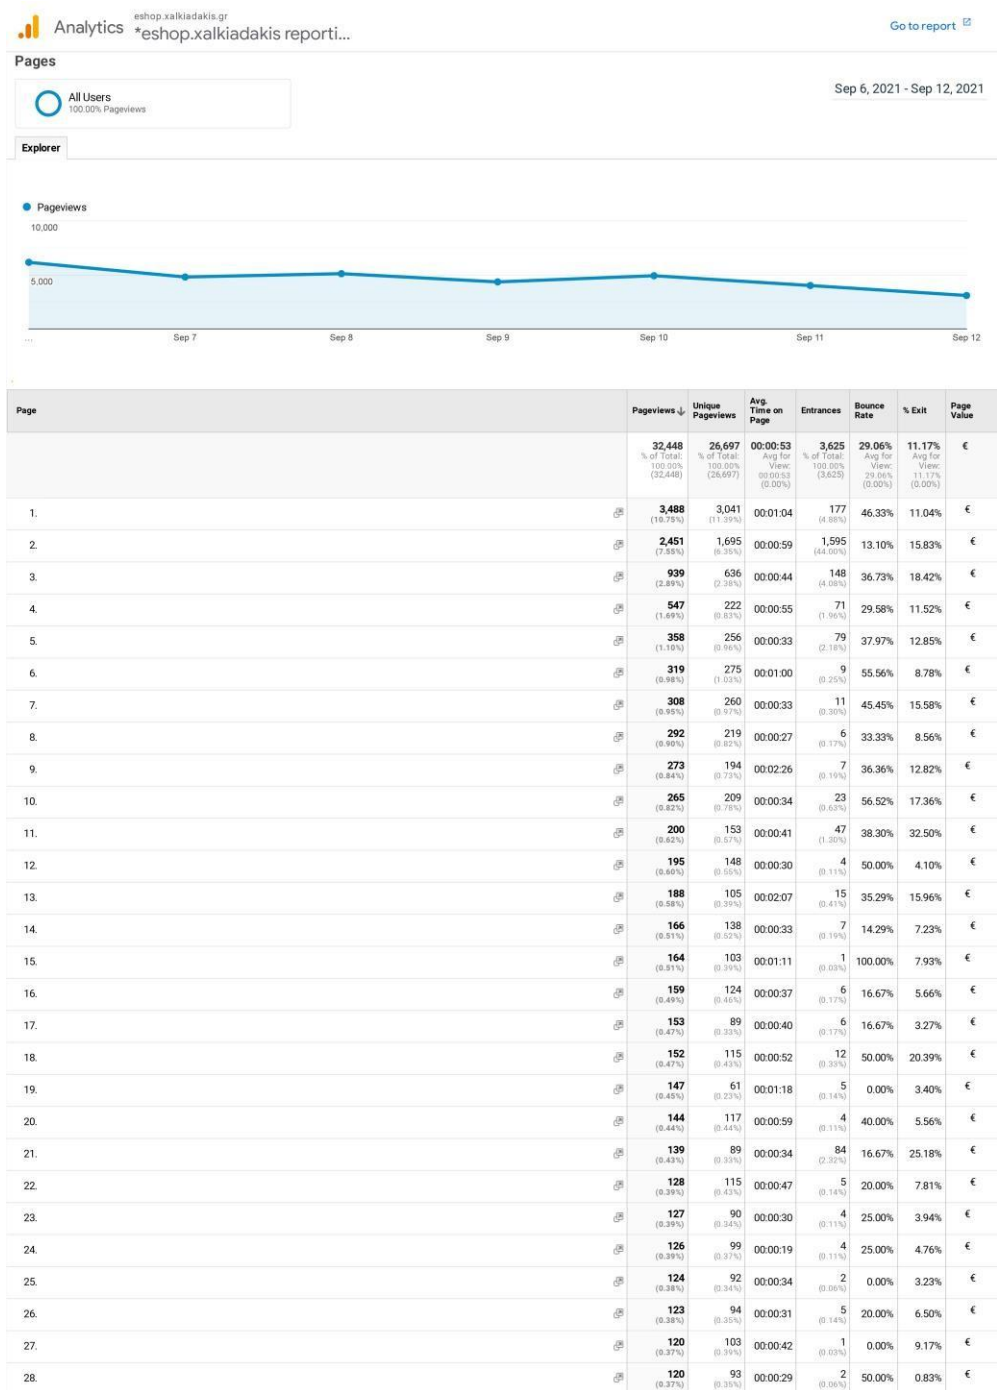 Analytics
eshop.xalkiadakis.gr
*eshop.xalkiadakis reporti...
Go to report
Pages
All Users
100.00% Pageviews
Sep 6, 2021 - Sep 12, 2021
Explorer
Pageviews
10,000
5,000
... Sep 7 Sep 8 Sep 9 Sep 10 Sep 11 Sep 12
Page Pageviews Unique Pageviews Avg. Time on Page Entrances Bounce Rate % Exit Page Value
32,448 26,697 00:00:53 3,625 29.06% 11.17% €
% of Total: 100.00% (32,448) % of Total: 100.00% (26,697) Avg for View: 00:00:53 (0.00%) % of Total: 100.00% (3,625) Avg for View: 29.06% (0.00%) Avg for View: 11.17% (0.00%)
1. 3,488 (10.75%) 3,041 (11.39%) 00:01:04 177 (4.88%) 46.33% 11.04% €
2. 2,451 (7.55%) 1,695 (6.35%) 00:00:59 1,595 (44.00%) 13.10% 15.83% €
3. 939 (2.89%) 636 (2.38%) 00:00:44 148 (4.08%) 36.73% 18.42% €
4. 547 (1.69%) 222 (0.83%) 00:00:55 71 (1.96%) 29.58% 11.52% €
5. 358 (1.10%) 256 (0.96%) 00:00:33 79 (2.18%) 37.97% 12.85% €
6. 319 (0.98%) 275 (1.03%) 00:01:00 9 (0.25%) 55.56% 8.78% €
7. 308 (0.95%) 260 (0.97%) 00:00:33 11 (0.30%) 45.45% 15.58% €
8. 292 (0.90%) 219 (0.82%) 00:00:27 6 (0.17%) 33.33% 8.56% €
9. 273 (0.84%) 194 (0.73%) 00:02:26 7 (0.19%) 36.36% 12.82% €
10. 265 (0.82%) 209 (0.78%) 00:00:34 23 (0.63%) 56.52% 17.36% €
11. 200 (0.62%) 153 (0.57%) 00:00:41 47 (1.30%) 38.30% 32.50% €
12. 195 (0.60%) 148 (0.55%) 00:00:30 4 (0.11%) 50.00% 4.10% €
13. 188 (0.58%) 105 (0.39%) 00:02:07 15 (0.41%) 35.29% 15.96% €
14. 166 (0.51%) 138 (0.52%) 00:00:33 7 (0.19%) 14.29% 7.23% €
15. 164 (0.51%) 103 (0.39%) 00:01:11 1 (0.03%) 100.00% 7.93% €
16. 159 (0.49%) 124 (0.46%) 00:00:37 6 (0.17%) 16.67% 5.66% €
17. 153 (0.47%) 89 (0.33%) 00:00:40 6 (0.17%) 16.67% 3.27% €
18. 152 (0.47%) 115 (0.43%) 00:00:52 12 (0.33%) 50.00% 20.39% €
19. 147 (0.45%) 61 (0.23%) 00:01:18 5 (0.14%) 0.00% 3.40% €
20. 144 (0.44%) 117 (0.44%) 00:00:59 4 (0.11%) 40.00% 5.56% €
21. 139 (0.43%) 89 (0.33%) 00:00:34 84 (2.32%) 16.67% 25.18% €
22. 128 (0.39%) 115 (0.43%) 00:00:47 5 (0.14%) 20.00% 7.81% €
23. 127 (0.39%) 90 (0.34%) 00:00:30 4 (0.11%) 25.00% 3.94% €
24. 126 (0.39%) 99 (0.37%) 00:00:19 4 (0.11%) 25.00% 4.76% €
25. 124 (0.38%) 92 (0.34%) 00:00:34 2 (0.06%) 0.00% 3.23% €
26. 123 (0.38%) 94 (0.35%) 00:00:31 5 (0.14%) 20.00% 6.50% €
27. 120 (0.37%) 103 (0.39%) 00:00:42 1 (0.03%) 0.00% 9.17% €
28. 120 (0.37%) 93 (0.35%) 00:00:29 2 (0.06%) 50.00% 0.83% €